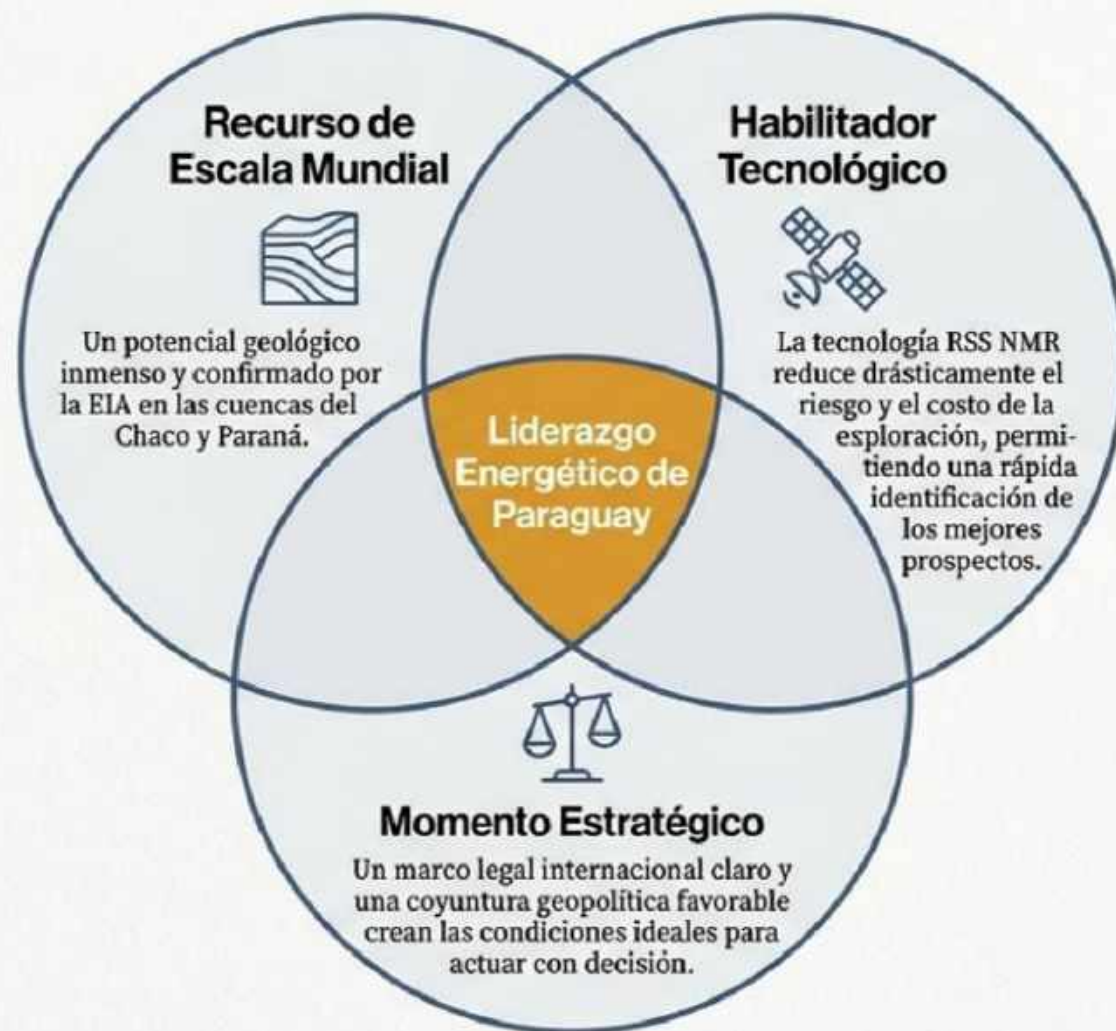 Recurso de
Escala Mundial
Un potencial geológico
inmenso y confirmado por
la EIA en las cuencas del
Chaco y Paraná.
Habilitador
Tecnológico
La tecnología RSS NMR
reduce drásticamente el
riesgo y el costo de la
exploración, permi-
tiendo una rápida
identificación de
los mejores
prospectos.
Liderazgo
Energético de
Paraguay
Momento Estratégico
Un marco legal internacional claro y
una coyuntura geopolítica favorable
crean las condiciones ideales para
actuar con decisión.